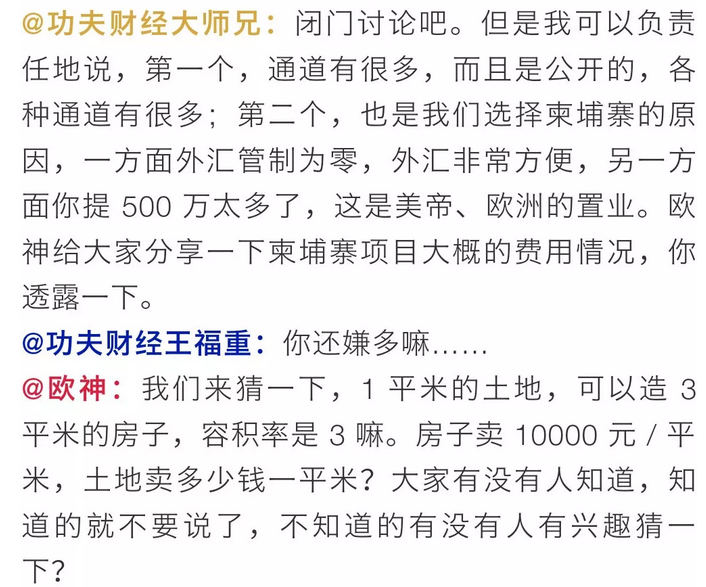 @功夫财经大师兄：闭门讨论吧。但是我可以负责
任地说，第一个，通道有很多，而且是公开的，各
种通道有很多；第二个，也是我们选择柬埔寨的原
因，一方面外汇管制为零，外汇非常方便，另一方
面你提 500 万太多了，这是美帝、欧洲的置业。欧
神给大家分享一下柬埔寨项目大概的费用情况，你
透露一下。
@功夫财经王福重：你还嫌多嘛......
@欧神：我们来猜一下，1 平米的土地，可以造 3
平米的房子，容积率是 3 嘛。房子卖 10000 元 / 平
米，土地卖多少钱一平米？大家有没有人知道，知
道的就不要说了，不知道的有没有人有兴趣猜一
下？